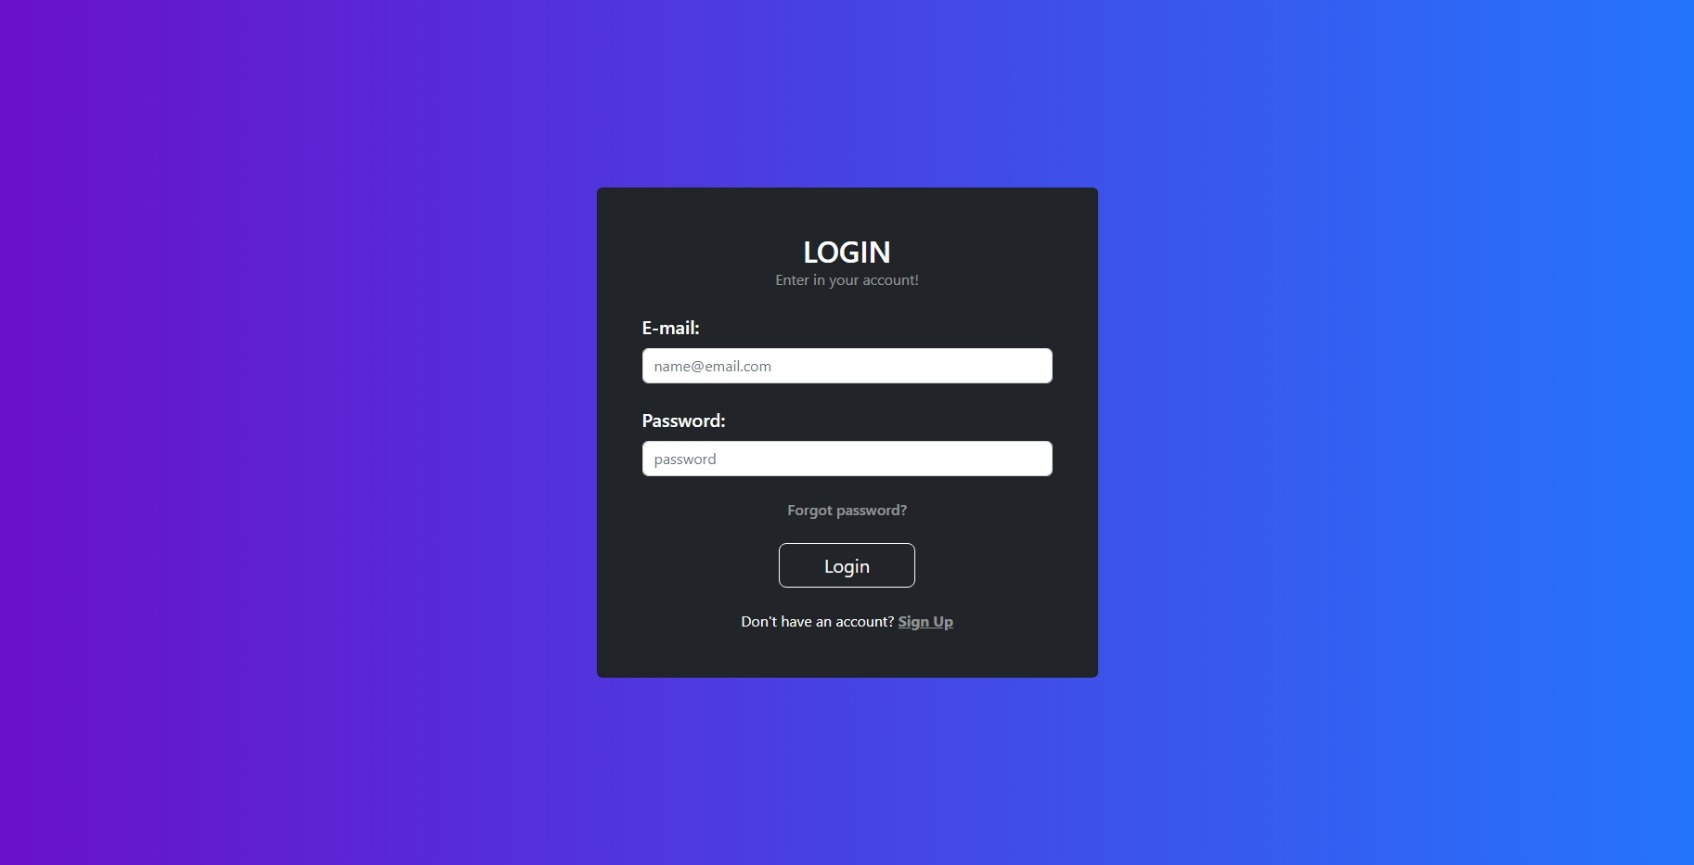 LOGIN
Enter in your account!
E-mail:
name@email.com
Password:
password
Forgot password?
Login
Don't have an account? Sign Up